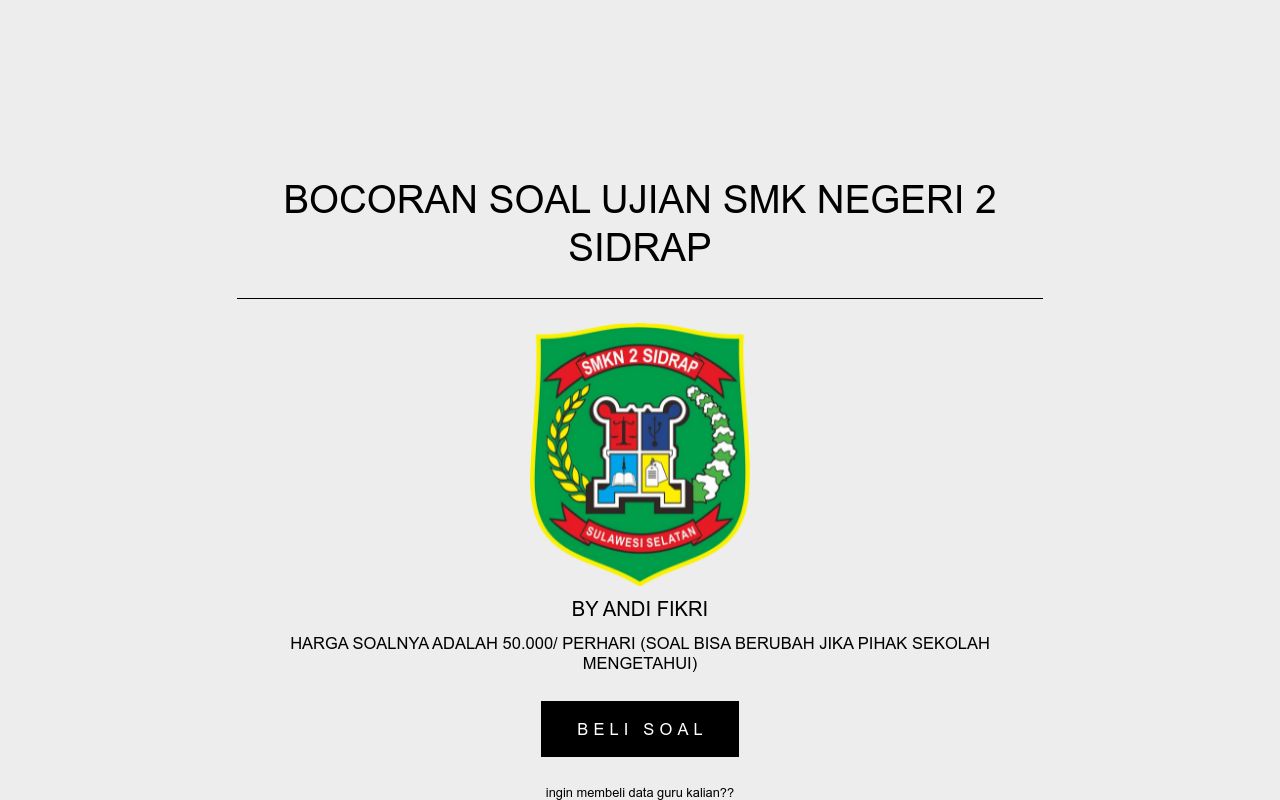 BOCORAN SOAL UJIAN SMK NEGERI 2
SIDRAP
SMKN 2 SIDRAP
SULAWESI SELATAN
BY ANDI FIKRI
HARGA SOALNYA ADALAH 50.000/ PERHARI (SOAL BISA BERUBAH JIKA PIHAK SEKOLAH
MENGETAHUI)
BELI SOAL
ingin membeli data guru kalian??